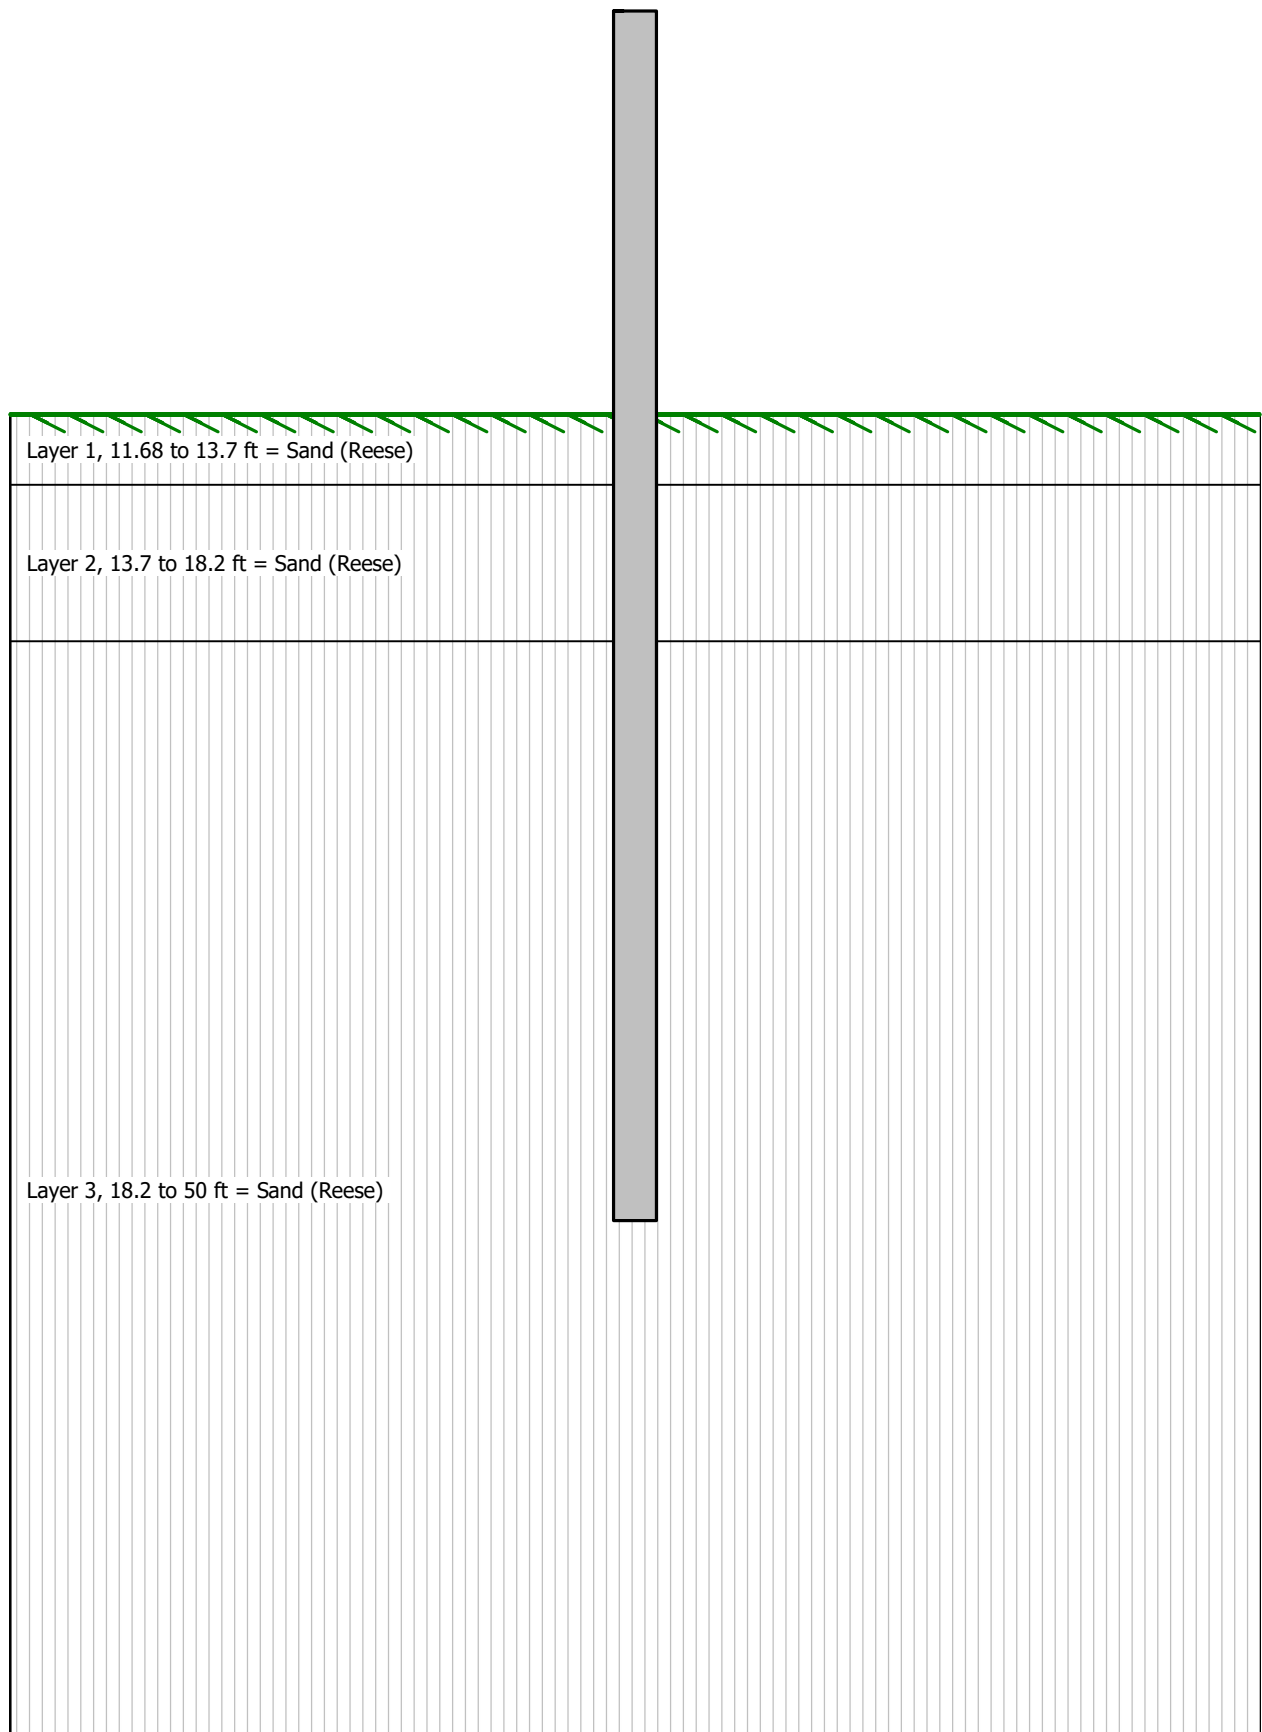 Layer 1, 11.68 to 13.7 ft = Sand (Reese)
Layer 2, 13.7 to 18.2 ft = Sand (Reese)
Layer 3, 18.2 to 50 ft = Sand (Reese)